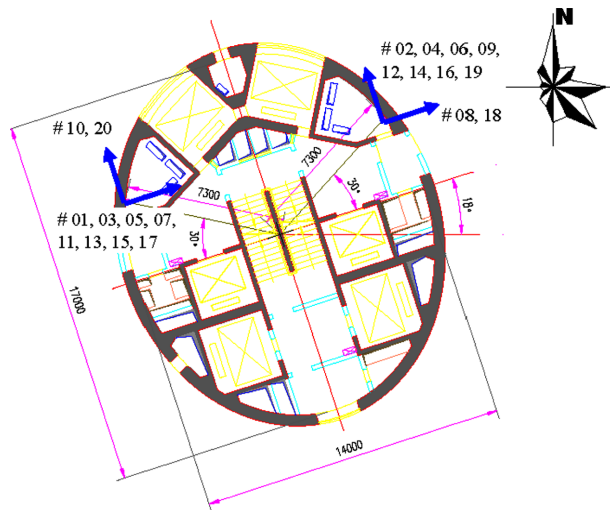 N
# 02, 04, 06, 09,
12, 14, 16, 19
# 08, 18
# 10, 20
7300
7300
30°
18°
# 01, 03, 05, 07,
11, 13, 15, 17
30°
17000
14000